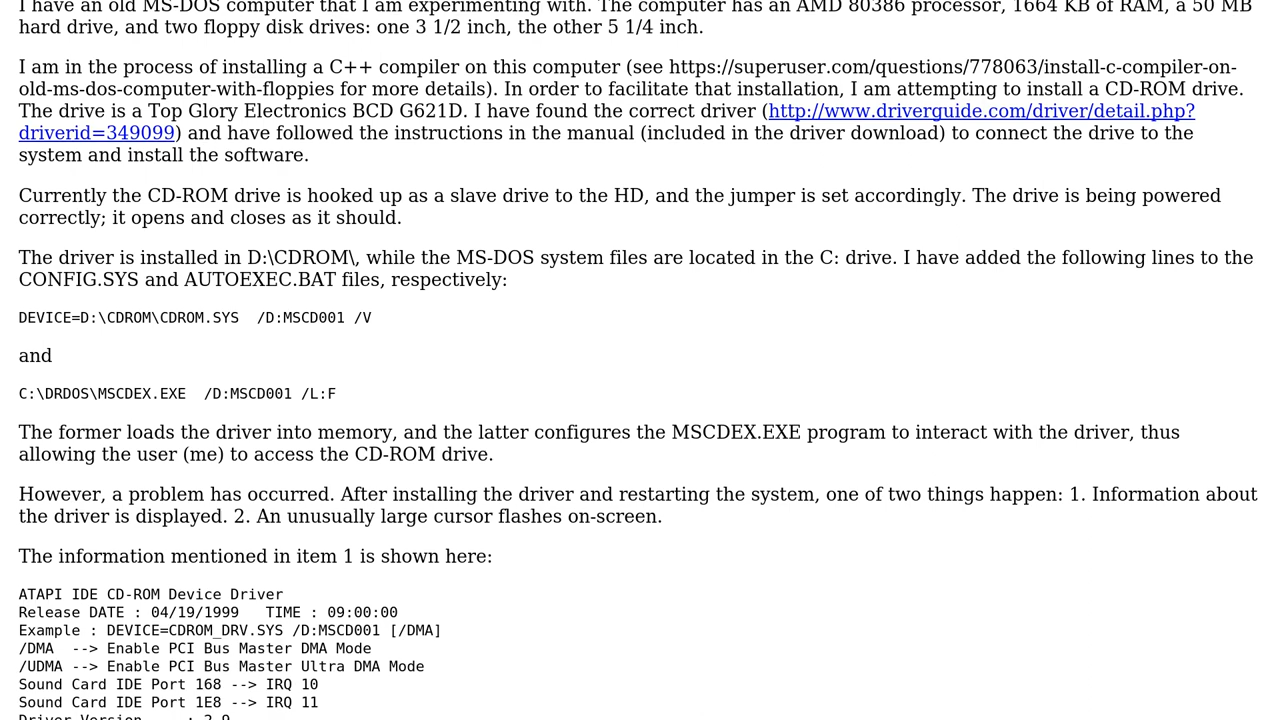 I have an old MS-DOS computer that I am experimenting with. The computer has an AMD 80386 processor, 1664 KB of RAM, a 50 MB
hard drive, and two floppy disk drives: one 3 1/2 inch, the other 5 1/4 inch.
I am in the process of installing a C++ compiler on this computer (see https://superuser.com/questions/778063/install-c-compiler-on-
old-ms-dos-computer-with-floppies for more details). In order to facilitate that installation, I am attempting to install a CD-ROM drive.
The drive is a Top Glory Electronics BCD G621D. I have found the correct driver (http://www.driverguide.com/driver/detail.php?
driverid=349099) and have followed the instructions in the manual (included in the driver download) to connect the drive to the
system and install the software.
Currently the CD-ROM drive is hooked up as a slave drive to the HD, and the jumper is set accordingly. The drive is being powered
correctly; it opens and closes as it should.
The driver is installed in D:\CDROM\, while the MS-DOS system files are located in the C: drive. I have added the following lines to the
CONFIG.SYS and AUTOEXEC.BAT files, respectively:
DEVICE=D:\CDROM\CDROM.SYS  /D:MSCD001 /V
and
C:\DRDOS\MSCDEX.EXE  /D:MSCD001 /L:F
The former loads the driver into memory, and the latter configures the MSCDEX.EXE program to interact with the driver, thus
allowing the user (me) to access the CD-ROM drive.
However, a problem has occurred. After installing the driver and restarting the system, one of two things happen: 1. Information about
the driver is displayed. 2. An unusually large cursor flashes on-screen.
The information mentioned in item 1 is shown here:
ATAPI IDE CD-ROM Device Driver
Release DATE : 04/19/1999   TIME : 09:00:00
Example : DEVICE=CDROM_DRV.SYS /D:MSCD001 [/DMA]
/DMA  --> Enable PCI Bus Master DMA Mode
/UDMA --> Enable PCI Bus Master Ultra DMA Mode
Sound Card IDE Port 168 --> IRQ 10
Sound Card IDE Port 1E8 --> IRQ 11
Driver Version    : 2.9